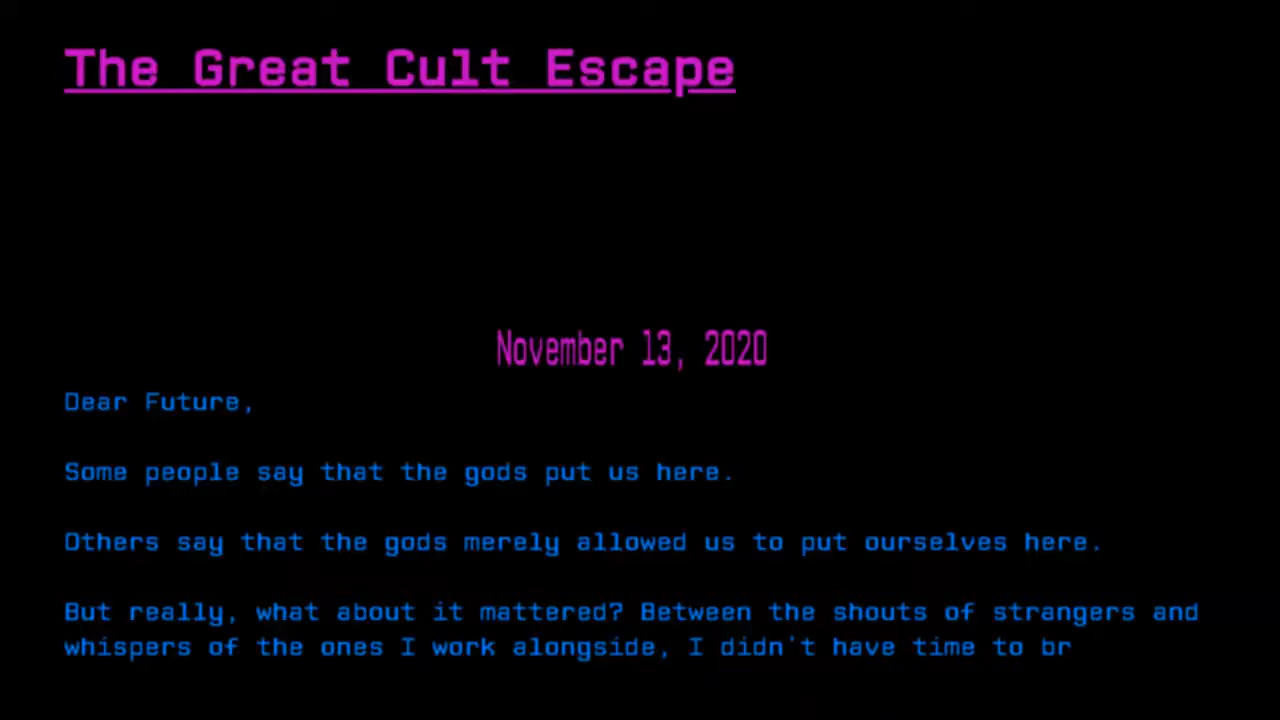 The Great Cult Escape
November 13, 2020
Dear Future,
Some people say that the gods put us here.
Others say that the gods merely allowed us to put ourselves here.
But really, what about it mattered? Between the shouts of strangers and
whispers of the ones I work alongside, I didn't have time to br